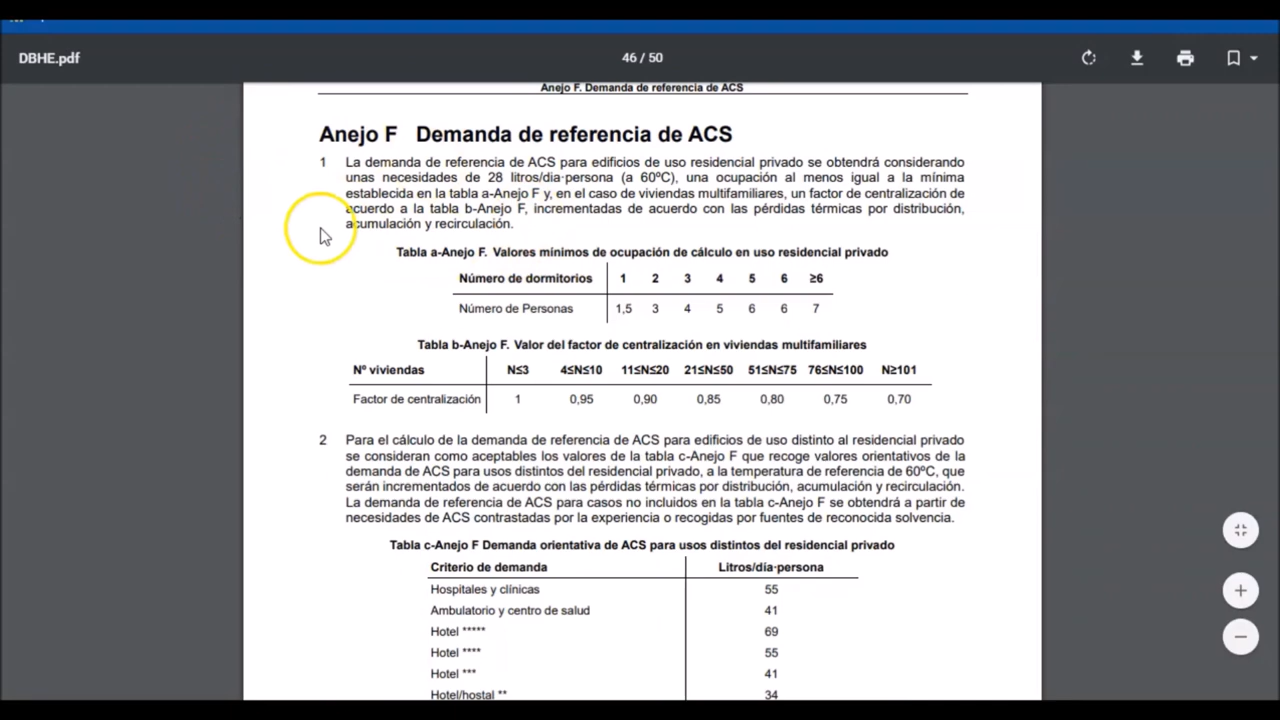 DBHE.pdf
46 / 50
Anejo F. Demanda de referencia de ACS
Anejo F Demanda de referencia de ACS
1 La demanda de referencia de ACS para edificios de uso residencial privado se obtendrá considerando
unas necesidades de 28 litros/dia·persona (a 60ºC), una ocupación al menos igual a la mínima
establecida en la tabla a-Anejo F y, en el caso de viviendas multifamiliares, un factor de centralización de
acuerdo a la tabla b-Anejo F, incrementadas de acuerdo con las pérdidas térmicas por distribución,
acumulación y recirculación.
Tabla a-Anejo F. Valores mínimos de ocupación de cálculo en uso residencial privado
Número de dormitorios 1 2 3 4 5 6 ≥6
Número de Personas 1,5 3 4 5 6 6 7
Tabla b-Anejo F. Valor del factor de centralización en viviendas multifamiliares
Nº viviendas N≤3 4≤N≤10 11≤N≤20 21≤N≤50 51≤N≤75 76≤N≤100 N≥101
Factor de centralización 1 0,95 0,90 0,85 0,80 0,75 0,70
2 Para el cálculo de la demanda de referencia de ACS para edificios de uso distinto al residencial privado
se consideran como aceptables los valores de la tabla c-Anejo F que recoge valores orientativos de la
demanda de ACS para usos distintos del residencial privado, a la temperatura de referencia de 60ºC, que
serán incrementados de acuerdo con las pérdidas térmicas por distribución, acumulación y recirculación.
La demanda de referencia de ACS para casos no incluidos en la tabla c-Anejo F se obtendrá a partir de
necesidades de ACS contrastadas por la experiencia o recogidas por fuentes de reconocida solvencia.
Tabla c-Anejo F Demanda orientativa de ACS para usos distintos del residencial privado
Criterio de demanda Litros/día·persona
Hospitales y clínicas 55
Ambulatorio y centro de salud 41
Hotel ***** 69
Hotel **** 55
Hotel *** 41
Hotel/hostal ** 34